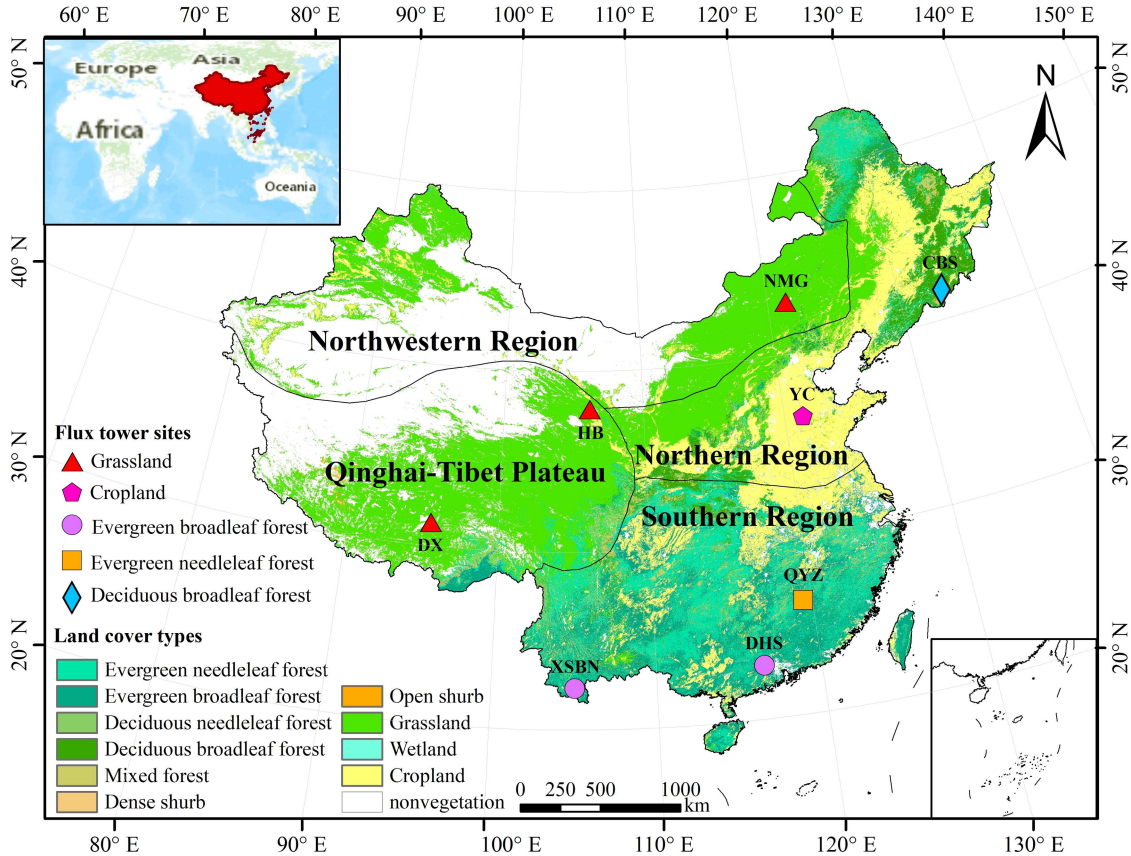 60° E 70° E 80° E 90° E 100° E 110° E 120° E 130° E 140° E 150° E
50° N
50° N
Europe
Asia
Africa
Oceania
N
40° N
40° N
CBS
NMG
Northwestern Region
YC
HB
Flux tower sites
Grassland
Cropland
Evergreen broadleaf forest
Evergreen needleleaf forest
Deciduous broadleaf forest
Northern Region
Qinghai-Tibet Plateau
30° N
30° N
Southern Region
DX
QYZ
DHS
XSBN
20° N
20° N
Land cover types
Evergreen needleleaf forest
Evergreen broadleaf forest
Deciduous needleleaf forest
Deciduous broadleaf forest
Mixed forest
Dense shurb
Open shurb
Grassland
Wetland
Cropland
nonvegetation
0 250 500 1000
km
80° E 90° E 100° E 110° E 120° E 130° E